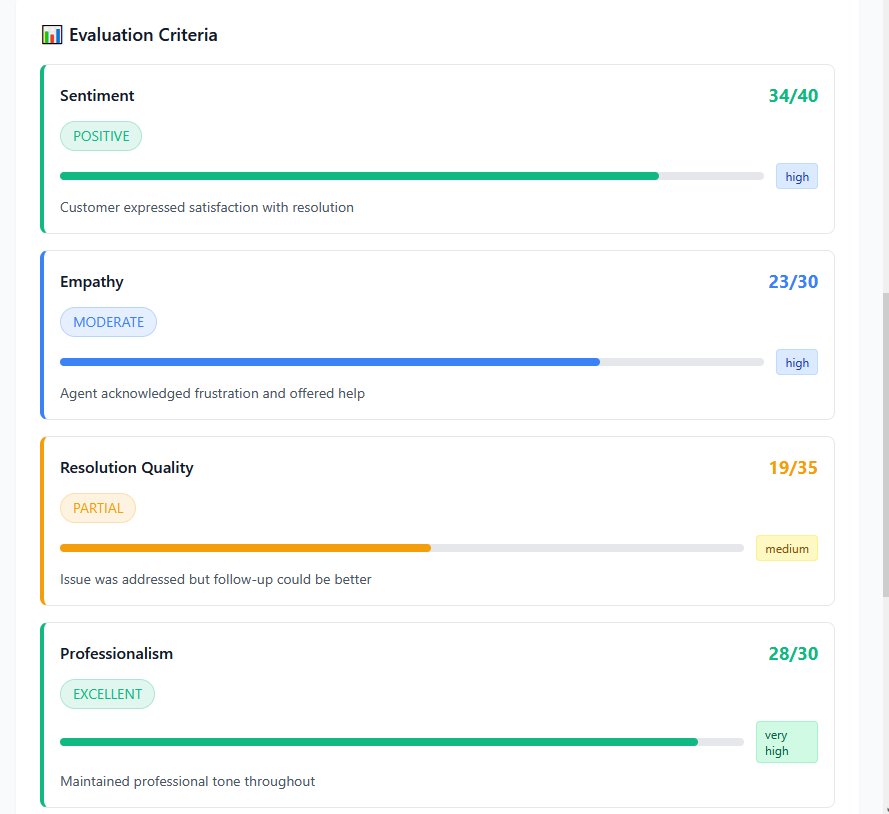 📊 Evaluation Criteria
Sentiment
34/40
POSITIVE
high
Customer expressed satisfaction with resolution
Empathy
23/30
MODERATE
high
Agent acknowledged frustration and offered help
Resolution Quality
19/35
PARTIAL
medium
Issue was addressed but follow-up could be better
Professionalism
28/30
EXCELLENT
very
high
Maintained professional tone throughout